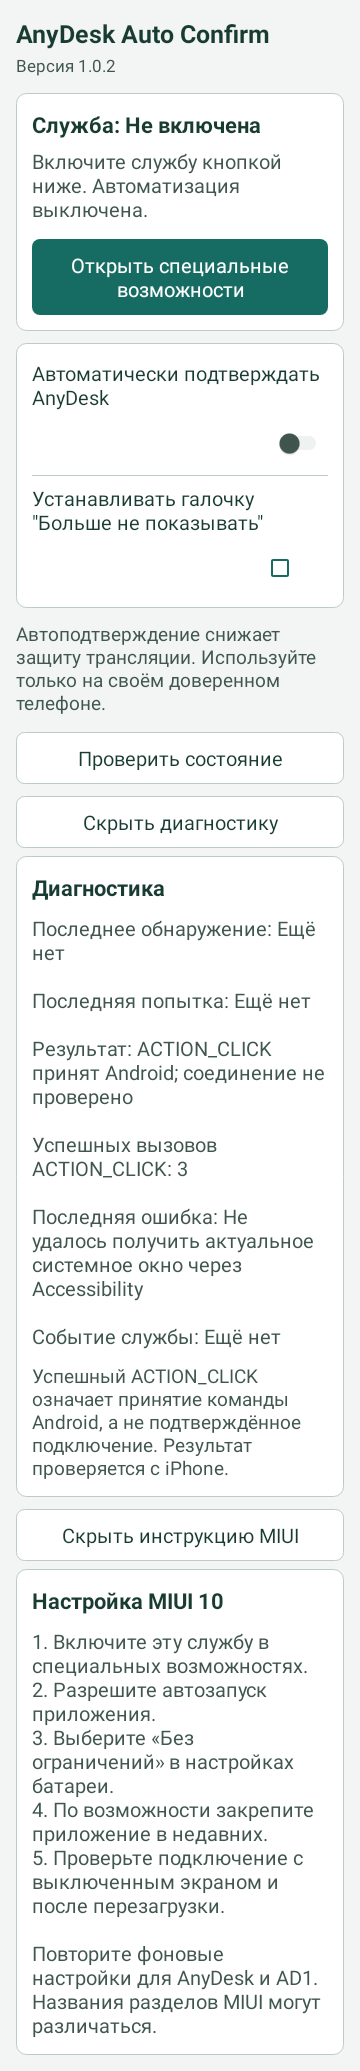 AnyDesk Auto Confirm
Версия 1.0.2
Служба: Не включена
Включите службу кнопкой
ниже. Автоматизация
выключена.
Открыть специальные
возможности
Автоматически подтверждать
AnyDesk
Устанавливать галочку
"Больше не показывать"
Автоподтверждение снижает
защиту трансляции. Используйте
только на своём доверенном
телефоне.
Проверить состояние
Скрыть диагностику
Диагностика
Последнее обнаружение: Ещё
нет
Последняя попытка: Ещё нет
Результат: ACTION_CLICK
принят Android; соединение не
проверено
Успешных вызовов
ACTION_CLICK: 3
Последняя ошибка: Не
удалось получить актуальное
системное окно через
Accessibility
Событие службы: Ещё нет
Успешный ACTION_CLICK
означает принятие команды
Android, а не подтверждённое
подключение. Результат
проверяется с iPhone.
Скрыть инструкцию MIUI
Настройка MIUI 10
1. Включите эту службу в
специальных возможностях.
2. Разрешите автозапуск
приложения.
3. Выберите «Без
ограничений» в настройках
батареи.
4. По возможности закрепите
приложение в недавних.
5. Проверьте подключение с
выключенным экраном и
после перезагрузки.
Повторите фоновые
настройки для AnyDesk и AD1.
Названия разделов MIUI могут
различаться.